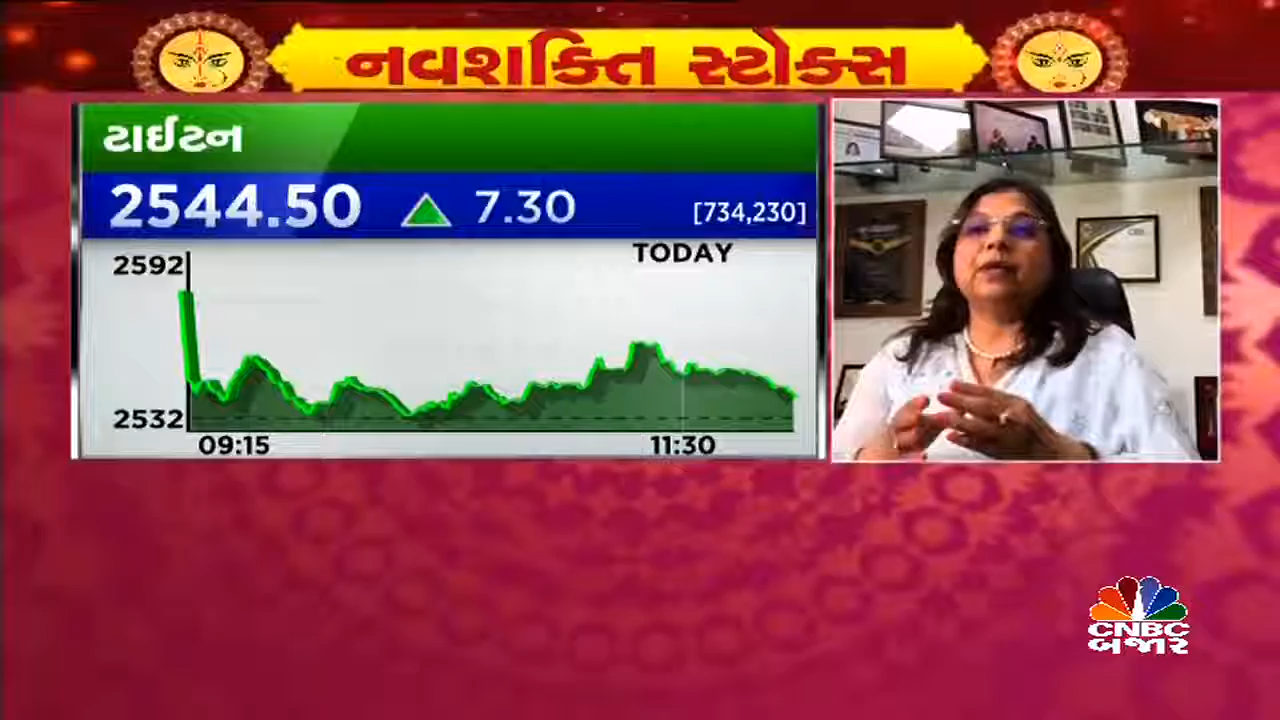 નવશક્તિ સ્ટોક્સ
ટાઈટન
2544.50 7.30 [734,230]
TODAY
2592
2532
09:15 11:30
CNBC
બજાર